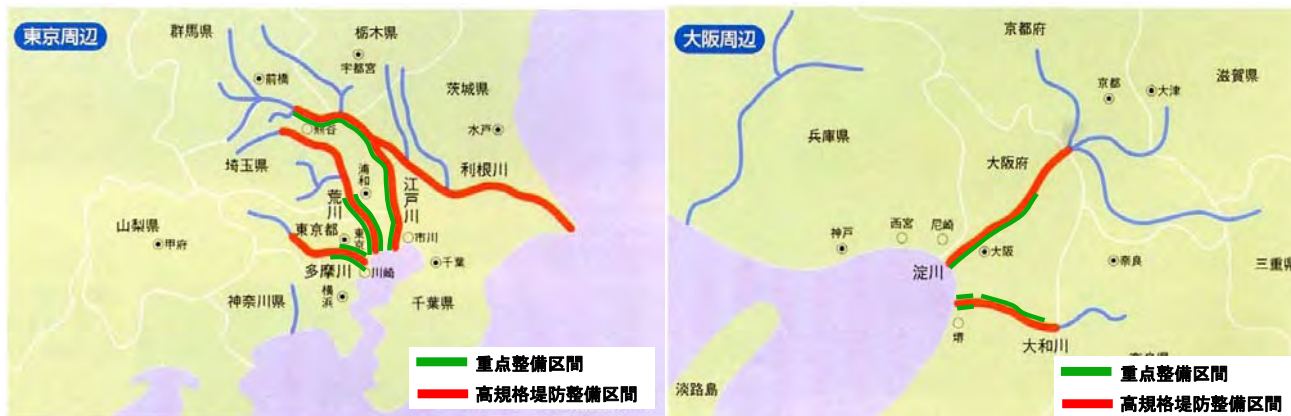 東京周辺
群馬県
栃木県
宇都宮
前橋
茨城県
水戸
熊谷
埼玉県
浦和
荒川
江戸川
利根川
山梨県
甲府
東京都
東京
市川
多摩川
川崎
千葉
横浜
神奈川県
千葉県
重点整備区間
高規格堤防整備区間
大阪周辺
京都府
滋賀県
京都
大津
兵庫県
大阪府
西宮
尼崎
神戸
大阪
淀川
奈良
三重県
堺
大和川
淡路島
重点整備区間
高規格堤防整備区間